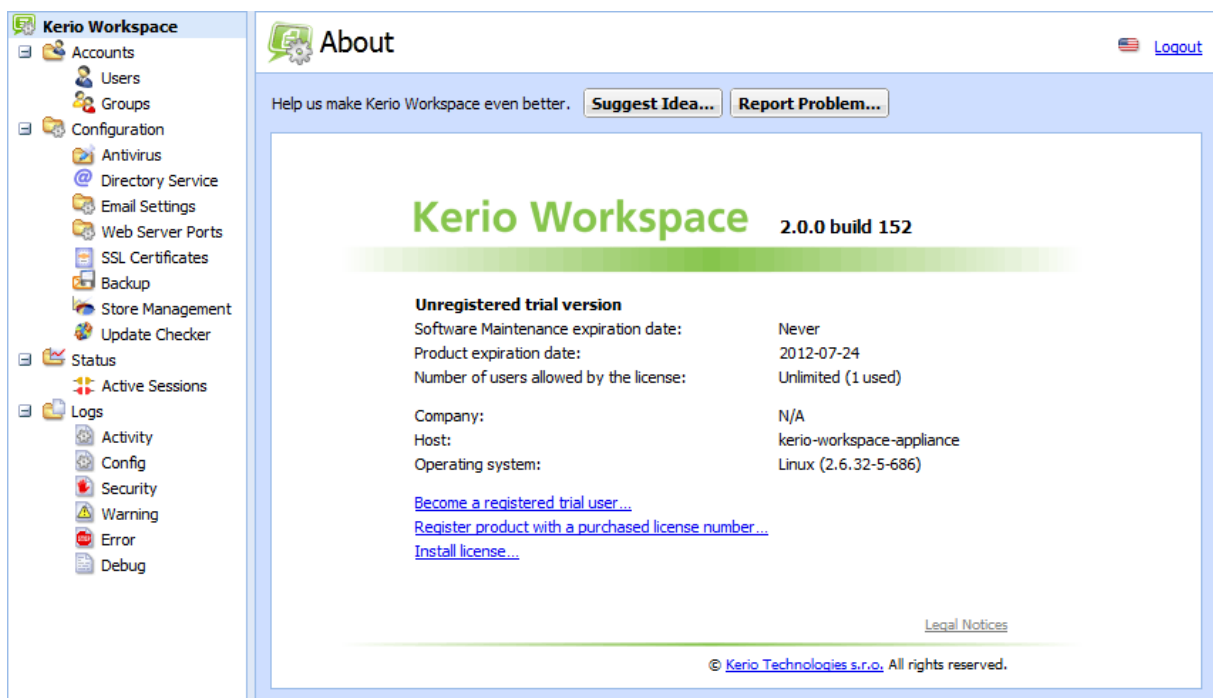 Kerio Workspace
Accounts
Users
Groups
Configuration
Antivirus
Directory Service
Email Settings
Web Server Ports
SSL Certificates
Backup
Store Management
Update Checker
Status
Active Sessions
Logs
Activity
Config
Security
Warning
Error
Debug
About
Logout
Help us make Kerio Workspace even better. Suggest Idea... Report Problem...
Kerio Workspace 2.0.0 build 152
Unregistered trial version
Software Maintenance expiration date: Never
Product expiration date: 2012-07-24
Number of users allowed by the license: Unlimited (1 used)
Company: N/A
Host: kerio-workspace-appliance
Operating system: Linux (2.6.32-5-686)
Become a registered trial user...
Register product with a purchased license number...
Install license...
Legal Notices
© Kerio Technologies s.r.o. All rights reserved.